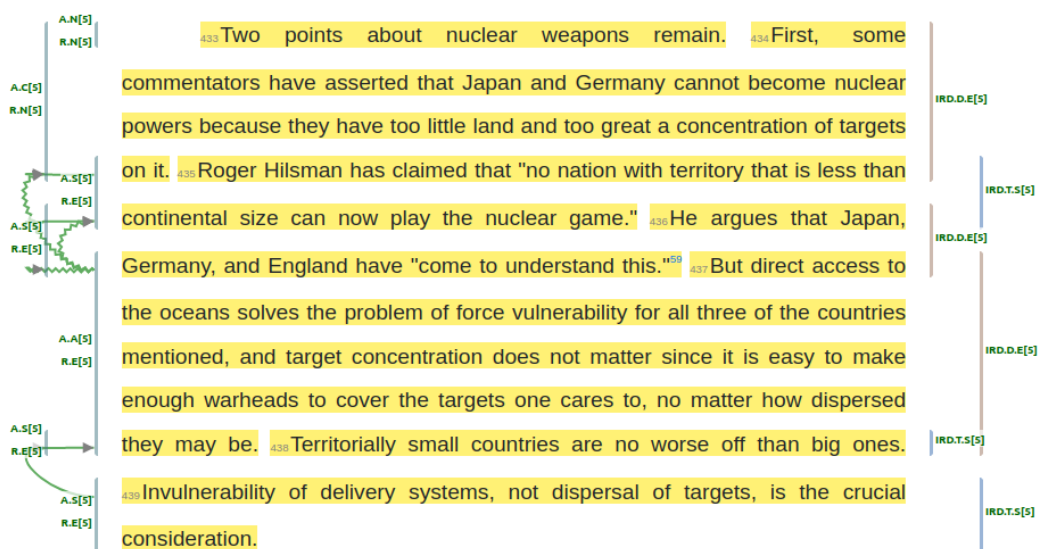 A.N[5]
R.N[5]
A.C[5]
R.N[5]
A.S[5]
R.E[5]
A.S[5]
R.E[5]
A.A[5]
R.E[5]
A.S[5]
R.E[5]
A.S[5]
R.E[5]
433Two points about nuclear weapons remain. 434First, some
commentators have asserted that Japan and Germany cannot become nuclear
powers because they have too little land and too great a concentration of targets
on it. 435Roger Hilsman has claimed that "no nation with territory that is less than
continental size can now play the nuclear game." 436He argues that Japan,
Germany, and England have "come to understand this."59 437But direct access to
the oceans solves the problem of force vulnerability for all three of the countries
mentioned, and target concentration does not matter since it is easy to make
enough warheads to cover the targets one cares to, no matter how dispersed
they may be. 438Territorially small countries are no worse off than big ones.
439Invulnerability of delivery systems, not dispersal of targets, is the crucial
consideration.
IRD.D.E[5]
IRD.T.S[5]
IRD.D.E[5]
IRD.D.E[5]
IRD.T.S[5]
IRD.T.S[5]